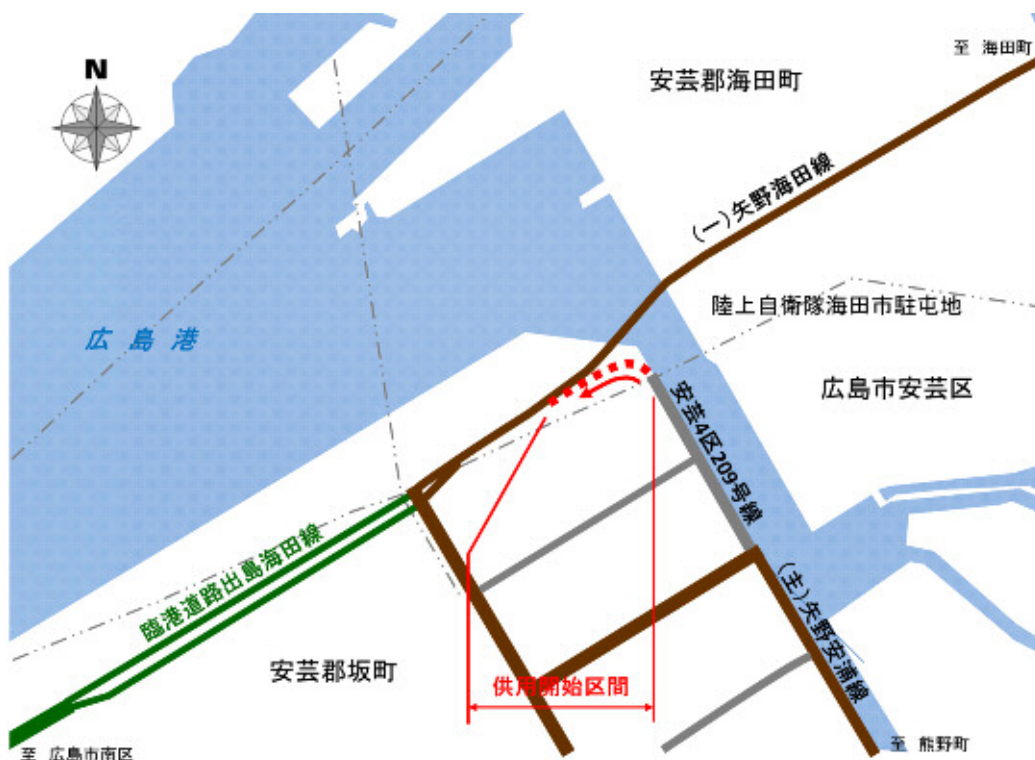 至 海田町
N
安芸郡海田町
(一)矢野海田線
陸上自衛隊海田市駐屯地
広島港
広島市安芸区
安芸4区209号線
臨港道路出島海田線
(主)矢野安浦線
安芸郡坂町
供用開始区間
至 広島市南区
至 熊野町